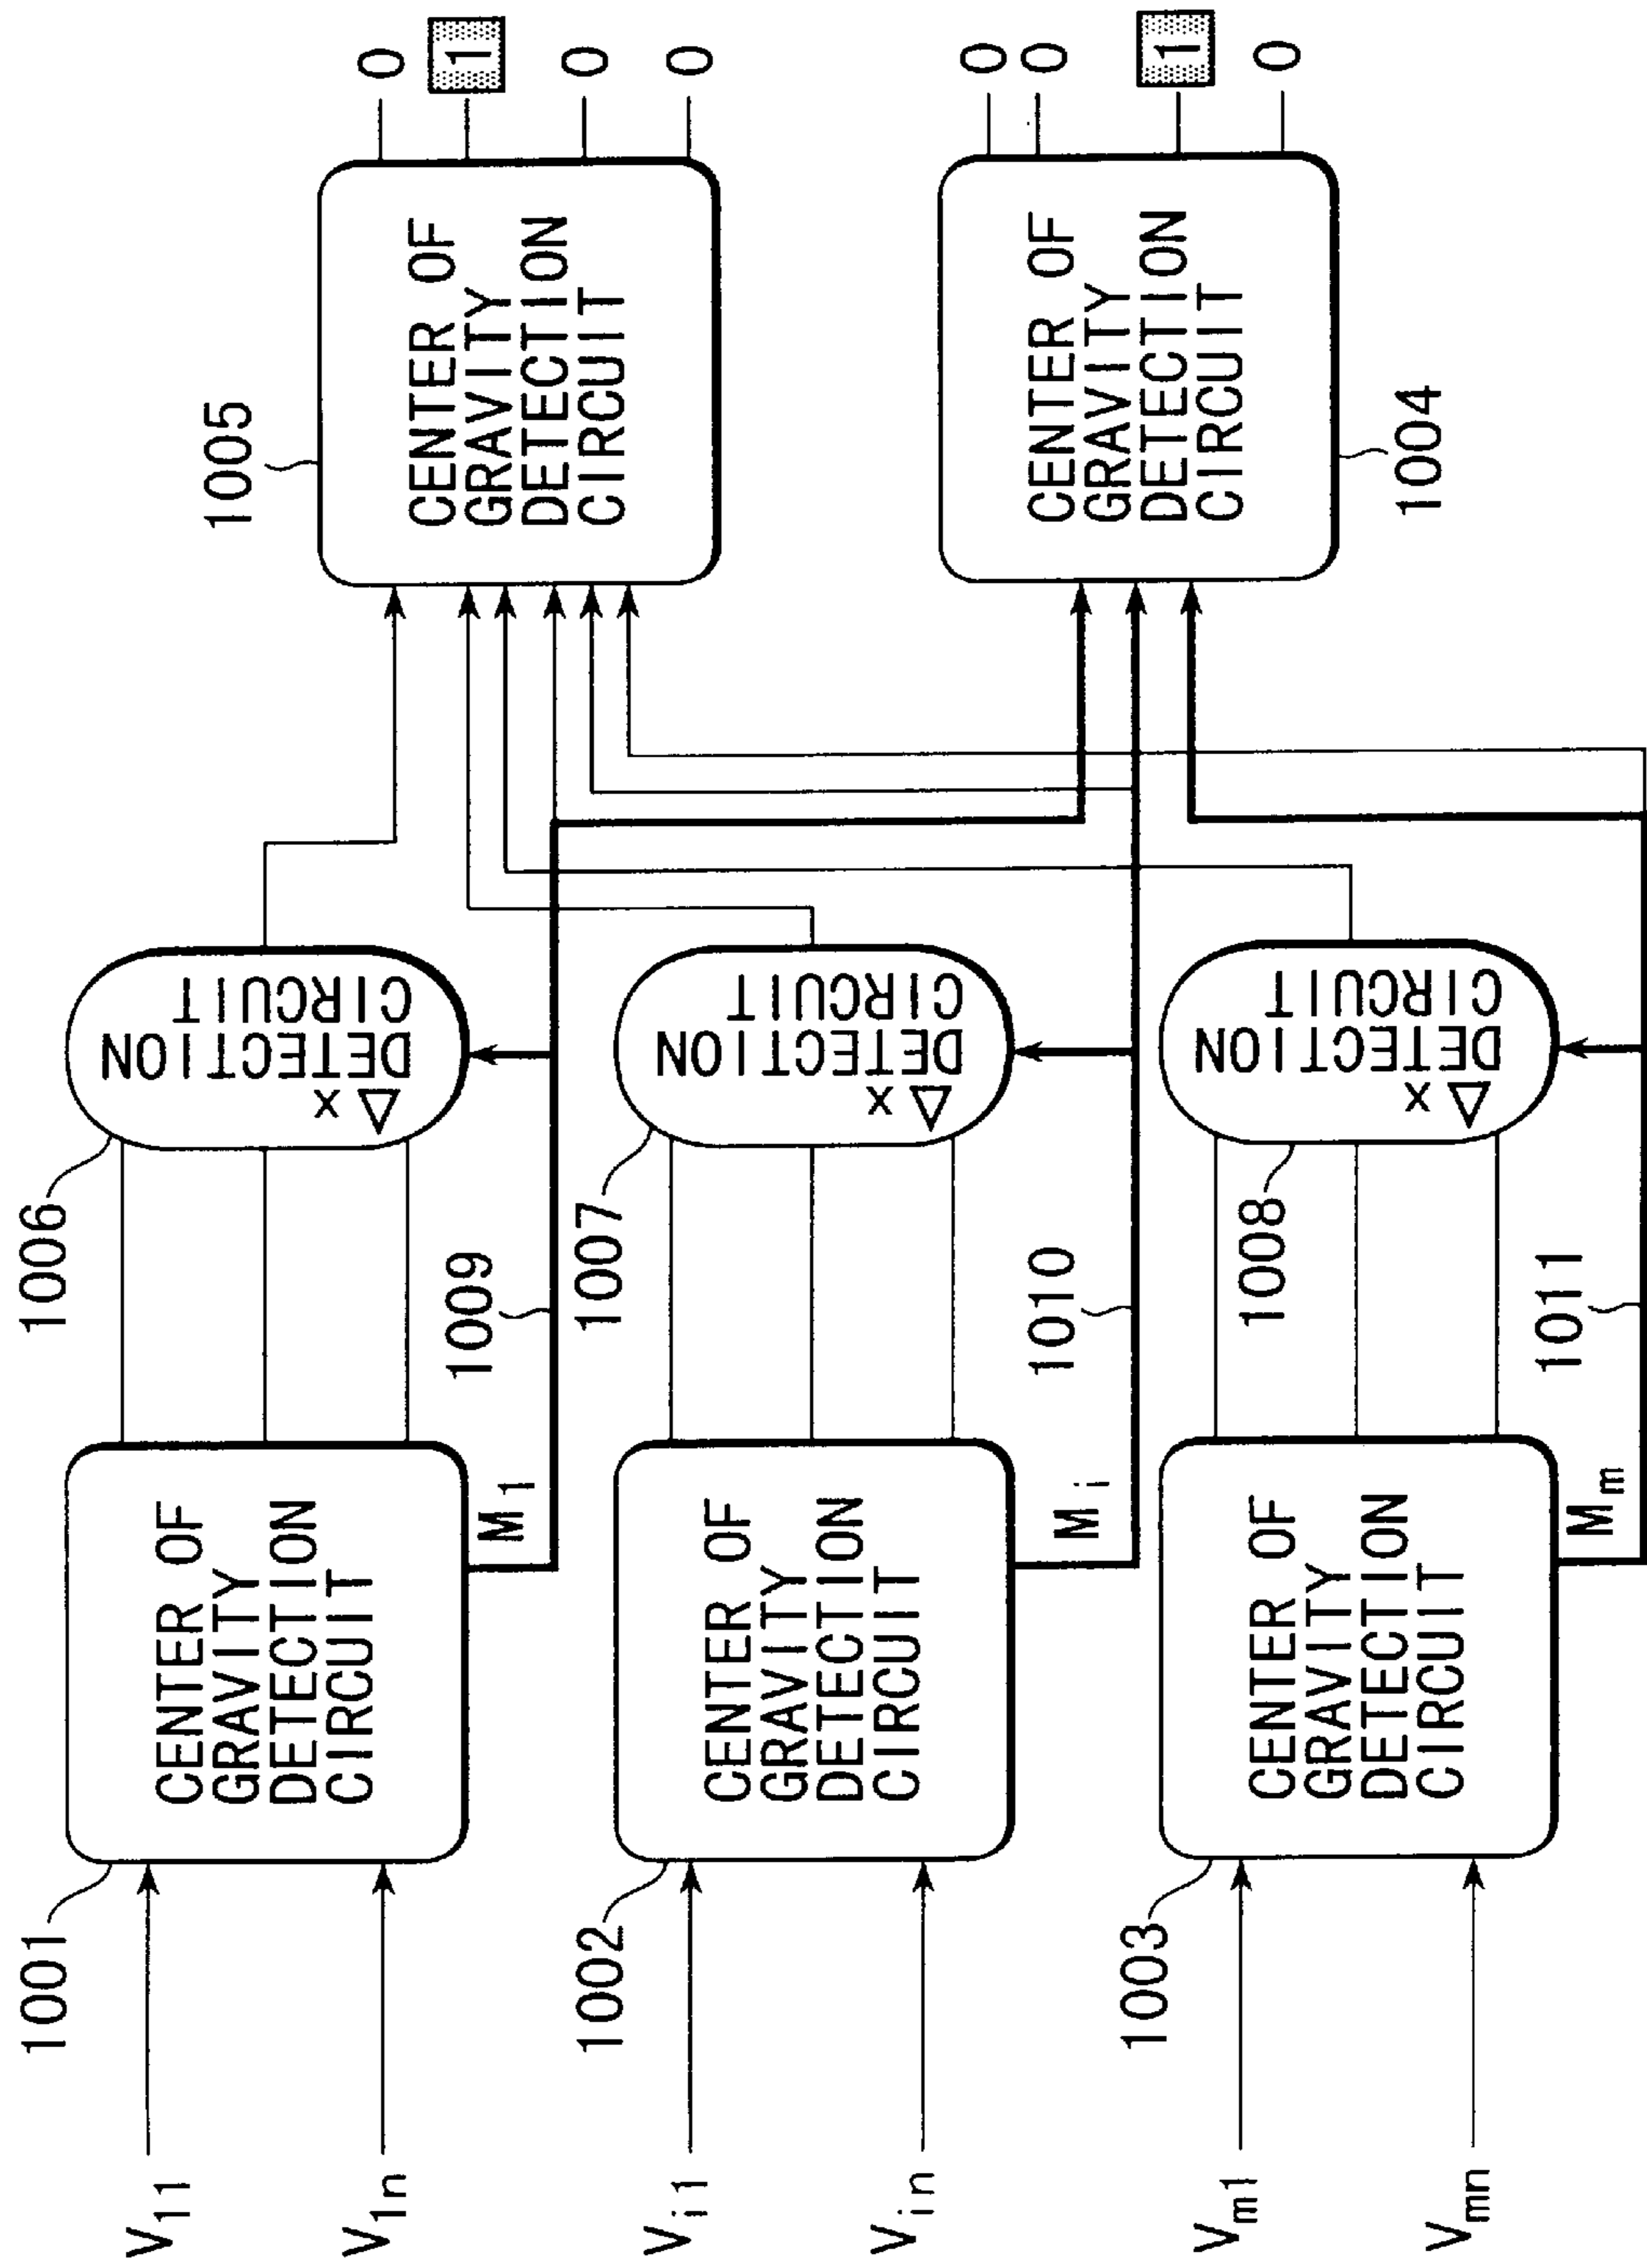 V11
V1n
1001
CENTER OF
GRAVITY
DETECTION
CIRCUIT
M1
1006
Δx
DETECTION
CIRCUIT
1009
1005
CENTER OF
GRAVITY
DETECTION
CIRCUIT
0
1
0
0
Vi1
Vin
1002
CENTER OF
GRAVITY
DETECTION
CIRCUIT
Mi
1007
Δx
DETECTION
CIRCUIT
1010
Vm1
Vmn
1003
CENTER OF
GRAVITY
DETECTION
CIRCUIT
Mm
1008
Δx
DETECTION
CIRCUIT
1011
CENTER OF
GRAVITY
DETECTION
CIRCUIT
1004
0
0
1
0